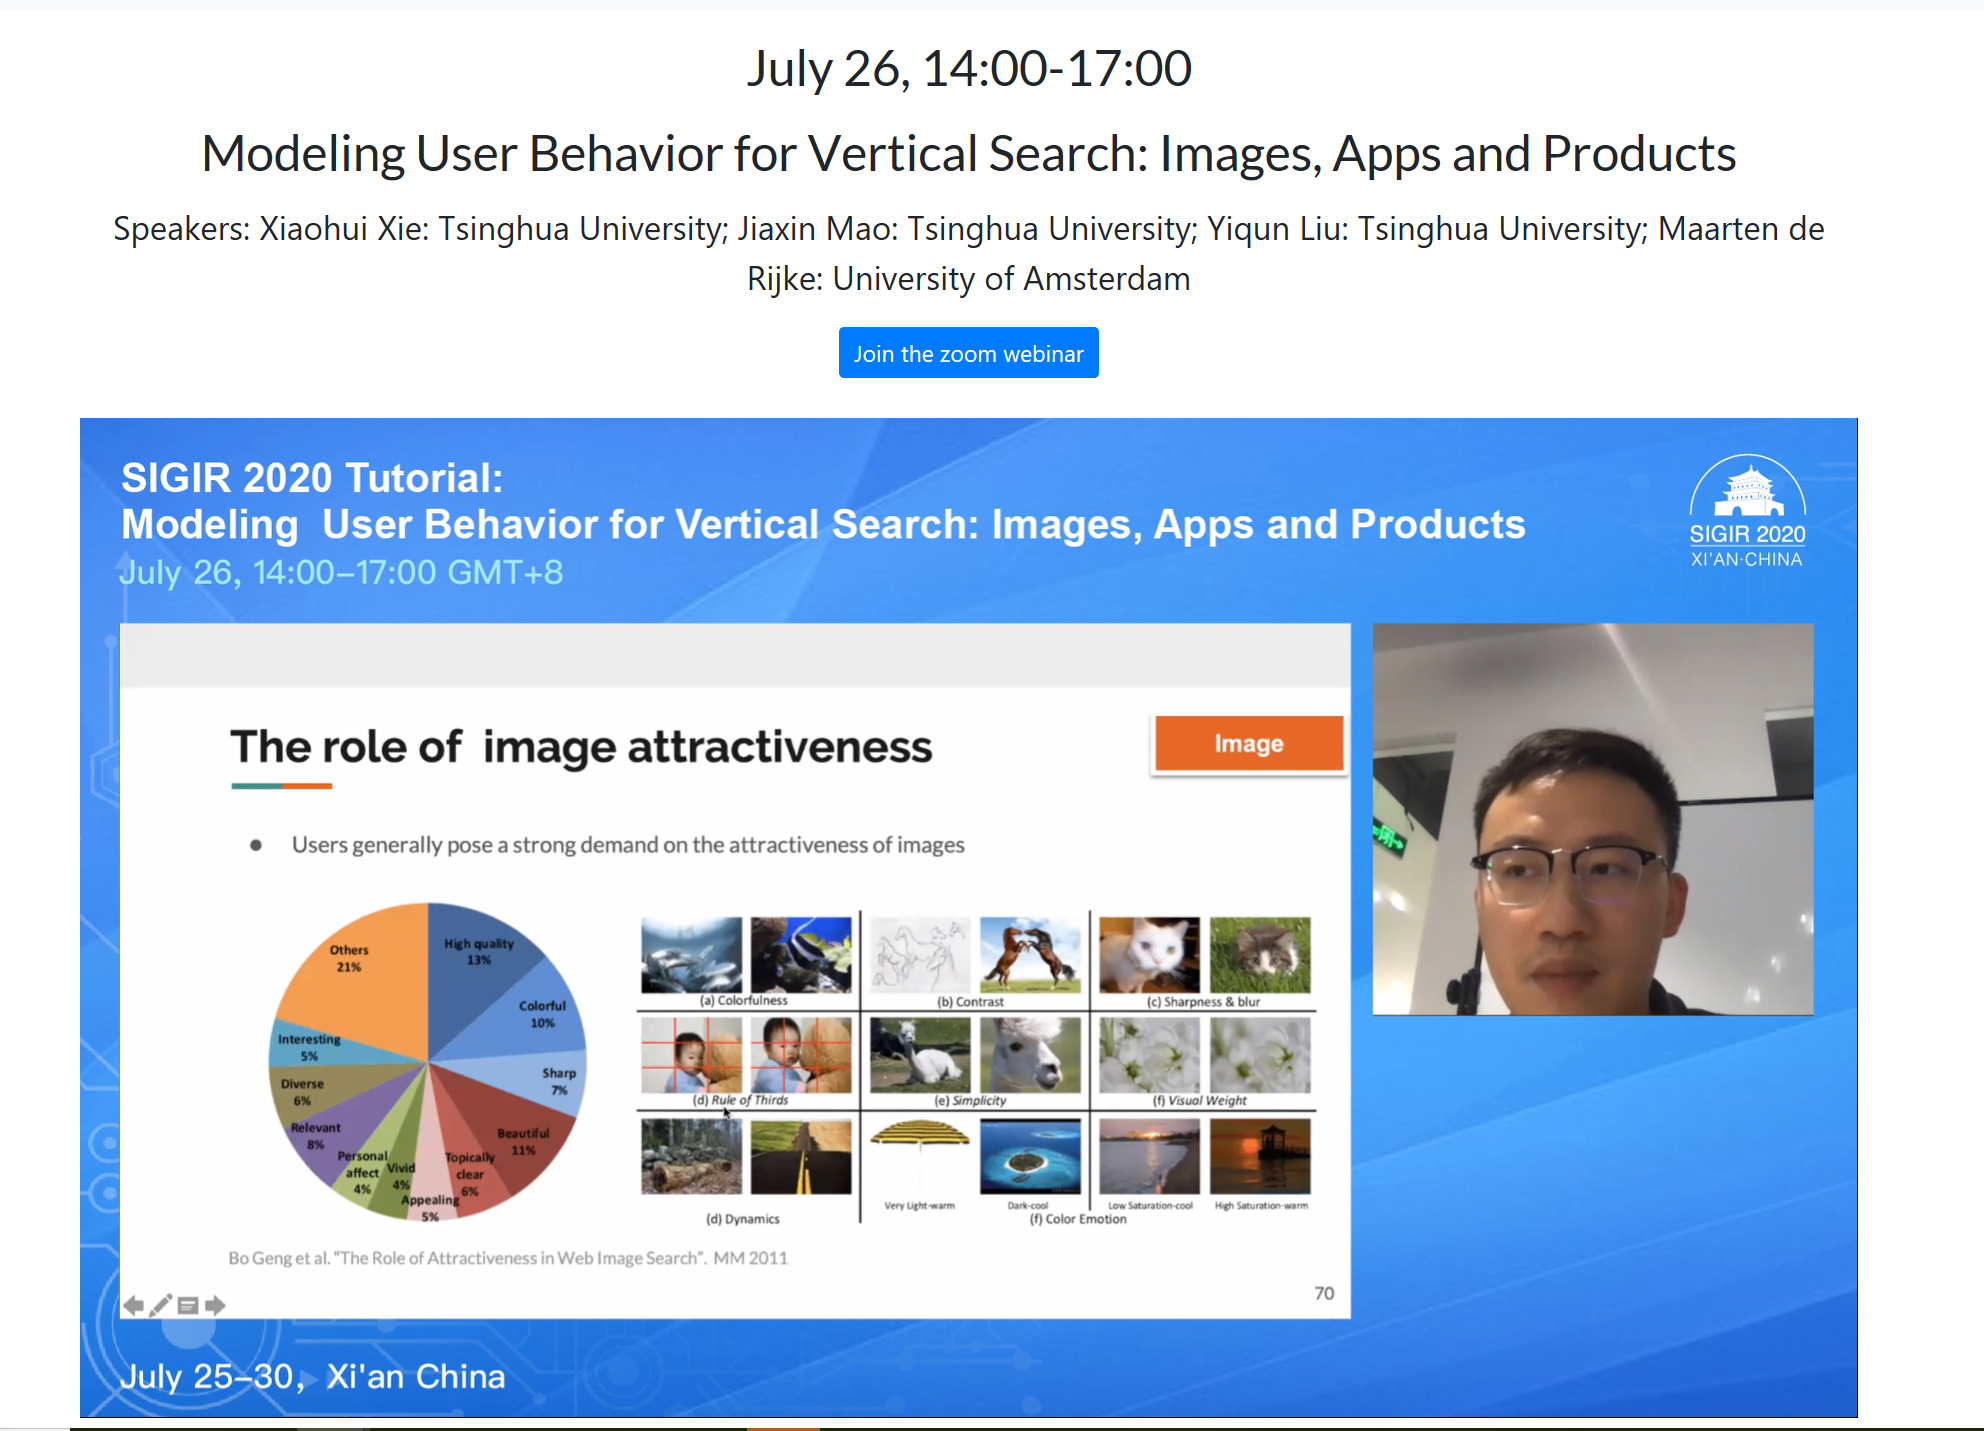 July 26, 14:00-17:00
Modeling User Behavior for Vertical Search: Images, Apps and Products
Speakers: Xiaohui Xie: Tsinghua University; Jiaxin Mao: Tsinghua University; Yiqun Liu: Tsinghua University; Maarten de
Rijke: University of Amsterdam
Join the zoom webinar
SIGIR 2020 Tutorial:
Modeling User Behavior for Vertical Search: Images, Apps and Products
July 26, 14:00–17:00 GMT+8
SIGIR 2020
XI'AN·CHINA
The role of image attractiveness
Image
Users generally pose a strong demand on the attractiveness of images
Others
21%
High quality
13%
Colorful
10%
Sharp
7%
Beautiful
11%
Topically
clear
6%
Appealing
5%
Vivid
4%
Personal
affect
4%
Relevant
8%
Diverse
6%
Interesting
5%
(a) Colorfulness
(b) Contrast
(c) Sharpness & blur
(d) Rule of Thirds
(e) Simplicity
(f) Visual Weight
(d) Dynamics
Very Light-warm
Dark-cool
Low Saturation-cool
High Saturation-warm
(f) Color Emotion
Bo Geng et al. "The Role of Attractiveness in Web Image Search". MM 2011
70
July 25–30, Xi'an China